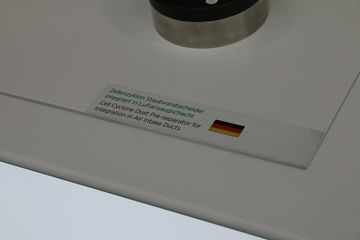 Zellenzyklon Staubvorabscheider
integriert in Luftansaugschacht
Cell Cyclone Dust Pre-separator for
Integration in Air Intake Ducts